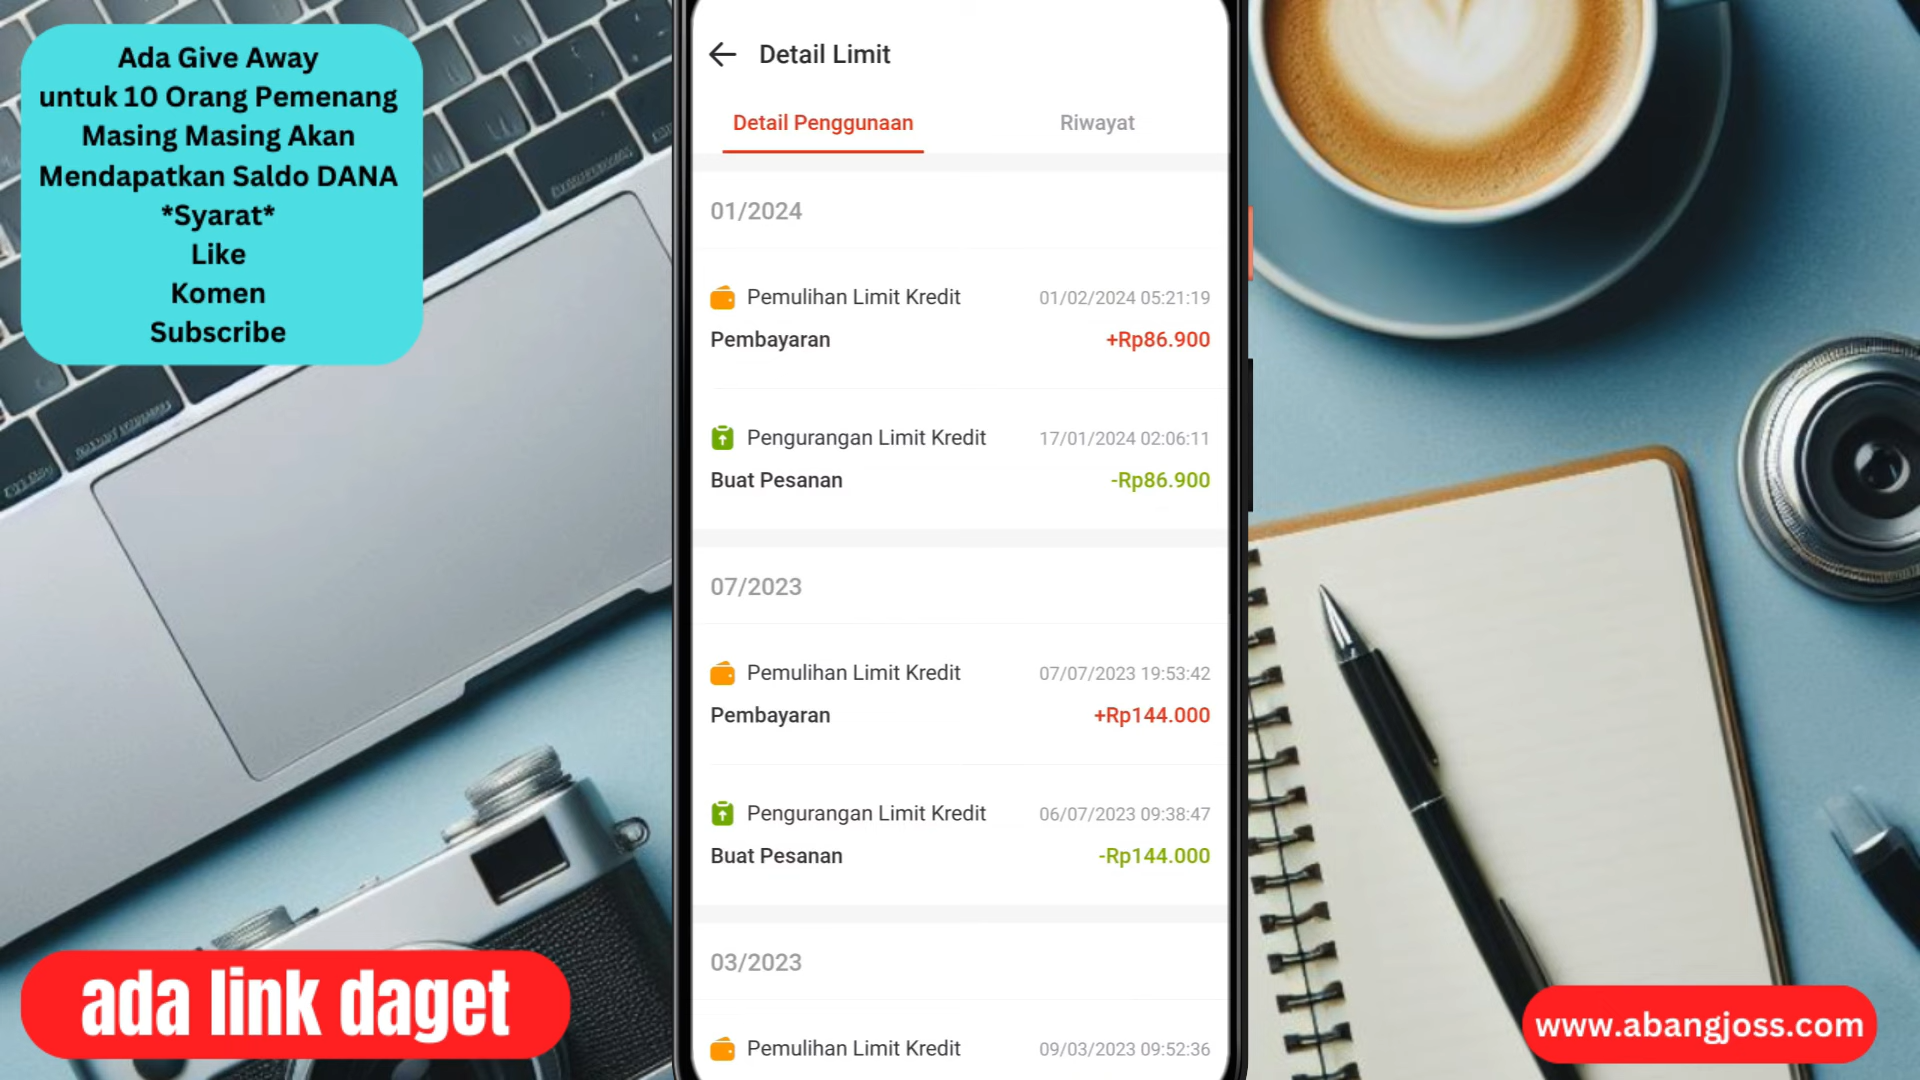 Ada Give Away
untuk 10 Orang Pemenang
Masing Masing Akan
Mendapatkan Saldo DANA
*Syarat*
Like
Komen
Subscribe
Detail Limit
Detail Penggunaan
Riwayat
01/2024
Pemulihan Limit Kredit 01/02/2024 05:21:19
Pembayaran +Rp86.900
Pengurangan Limit Kredit 17/01/2024 02:06:11
Buat Pesanan -Rp86.900
07/2023
Pemulihan Limit Kredit 07/07/2023 19:53:42
Pembayaran +Rp144.000
Pengurangan Limit Kredit 06/07/2023 09:38:47
Buat Pesanan -Rp144.000
03/2023
Pemulihan Limit Kredit 09/03/2023 09:52:36
ada link daget
www.abangjoss.com